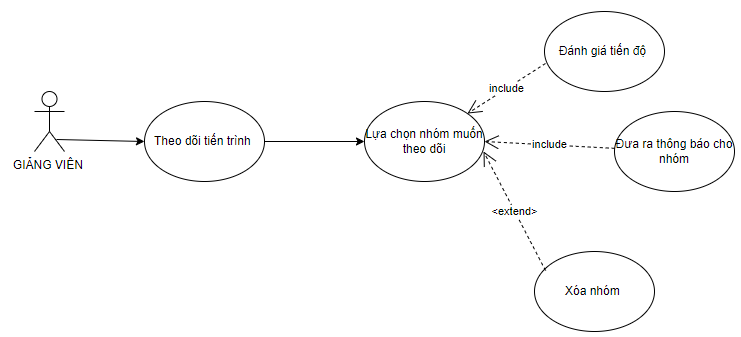 GIẢNG VIÊN
Theo dõi tiến trình
Lựa chọn nhóm muốn
theo dõi
include
Đánh giá tiến độ
include
Đưa ra thông báo cho
nhóm
<extend>
Xóa nhóm